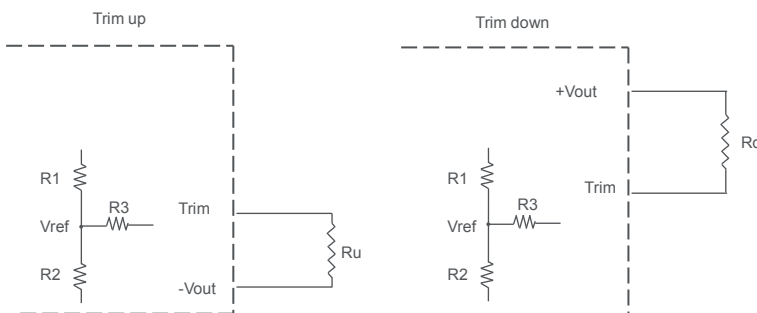 Trim up
R1
Vref
R3
R2
Trim
-Vout
Ru
Trim down
+Vout
R1
Vref
R3
R2
Trim